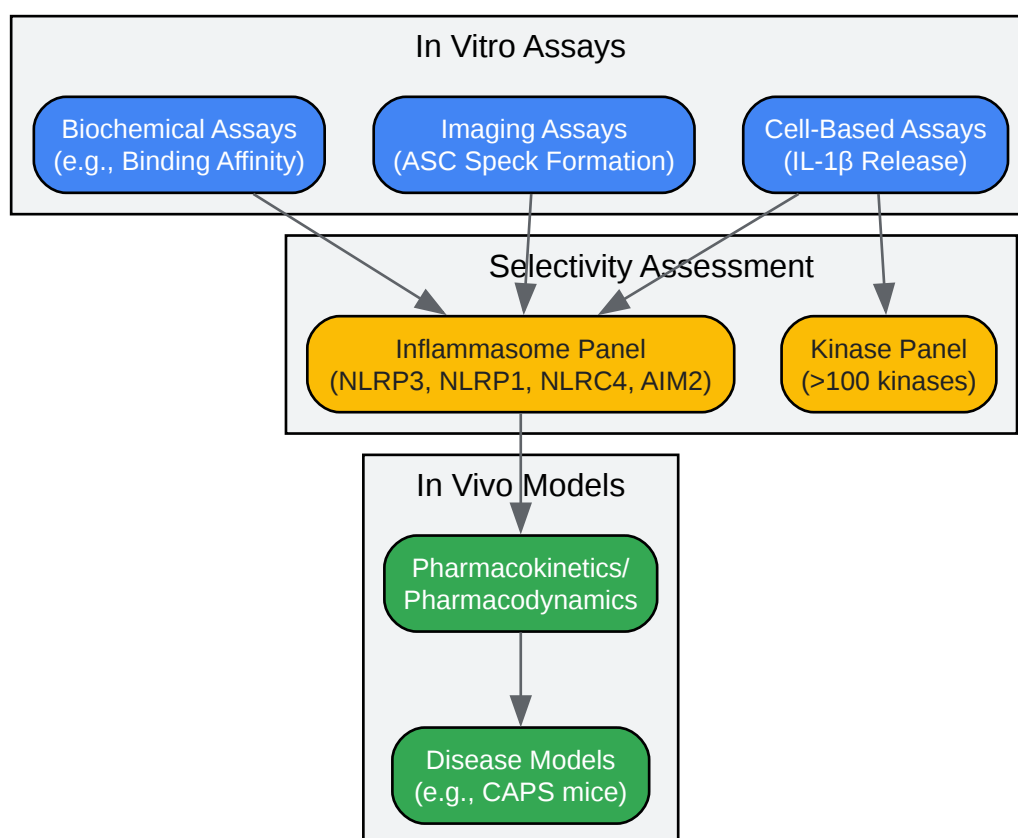 In Vitro Assays
Biochemical Assays
(e.g., Binding Affinity)
Imaging Assays
(ASC Speck Formation)
Cell-Based Assays
(IL-1β Release)
Selectivity Assessment
Inflammasome Panel
(NLRP3, NLRP1, NLRC4, AIM2)
Kinase Panel
(>100 kinases)
In Vivo Models
Pharmacokinetics/
Pharmacodynamics
Disease Models
(e.g., CAPS mice)